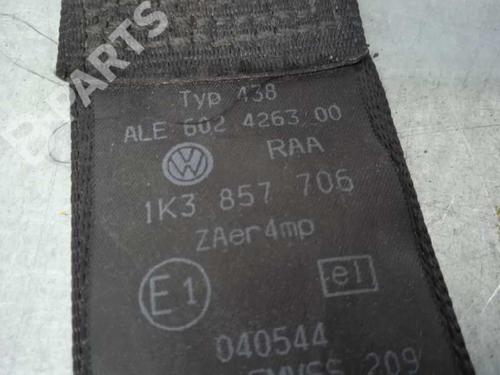 Typ 438
ALE 602 4263 00
RAA
1K3 857 706
ZAer4mp
E1
e1
040544
FMVSS 209
B-PARTS